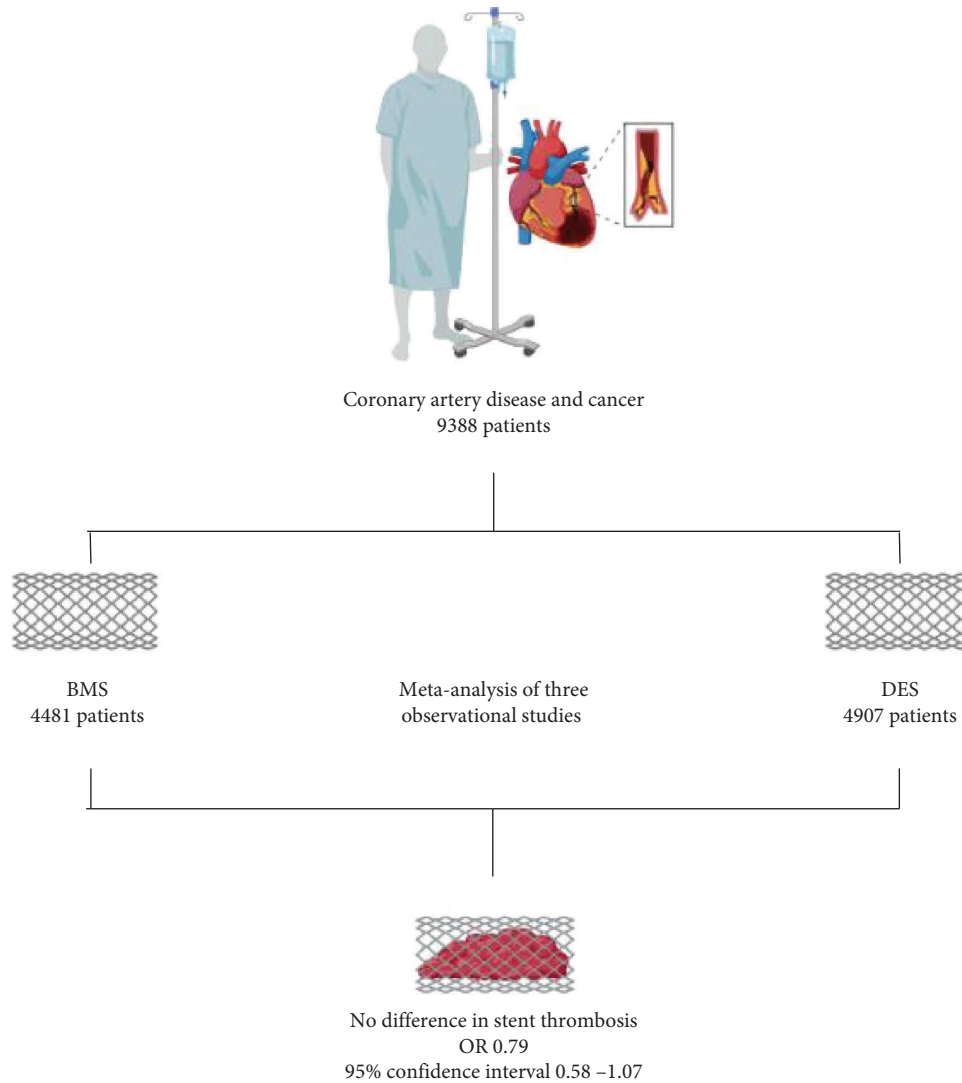 Coronary artery disease and cancer
9388 patients
BMS
4481 patients
Meta-analysis of three
observational studies
DES
4907 patients
No difference in stent thrombosis
OR 0.79
95% confidence interval 0.58 –1.07